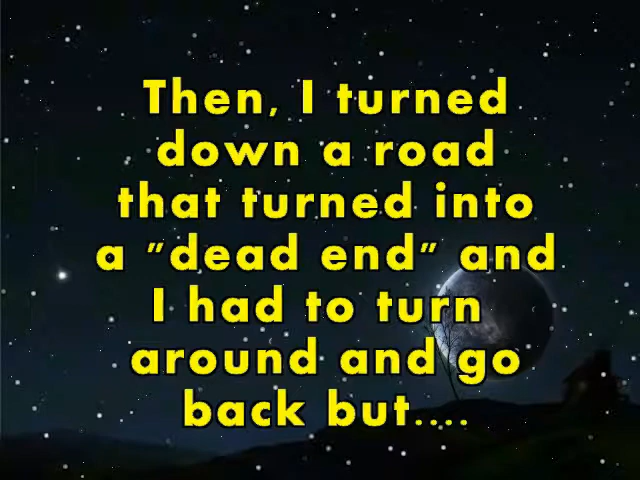 Then, I turned
down a road
that turned into
a "dead end" and
I had to turn
around and go
back but....